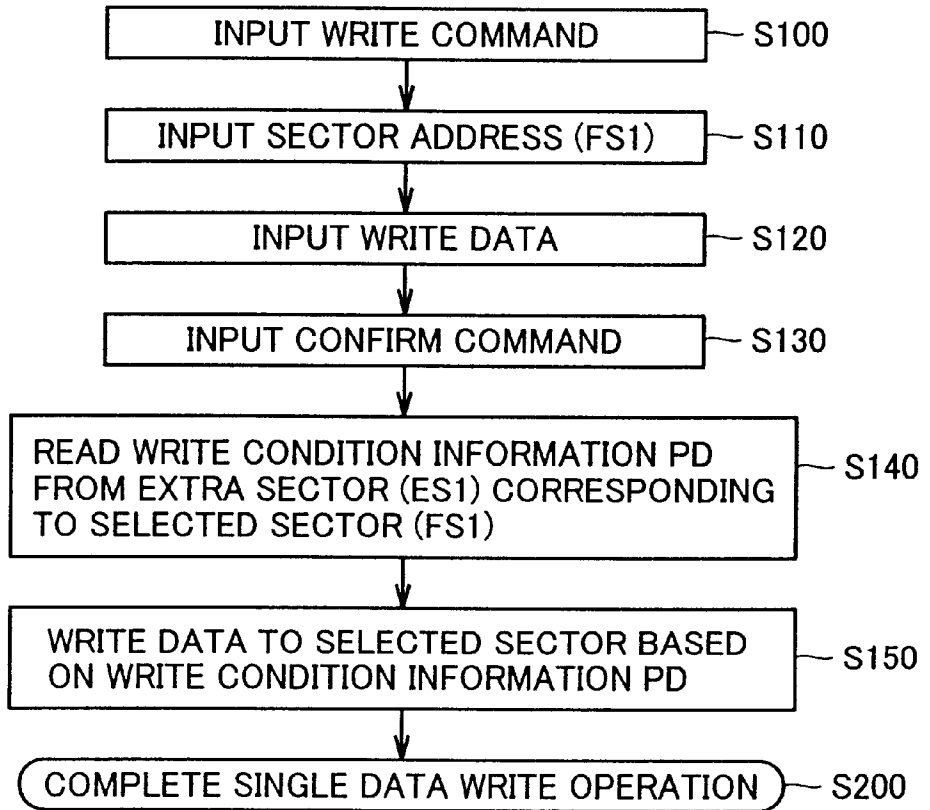 INPUT WRITE COMMAND S100
INPUT SECTOR ADDRESS (FS1) S110
INPUT WRITE DATA S120
INPUT CONFIRM COMMAND S130
READ WRITE CONDITION INFORMATION PD
FROM EXTRA SECTOR (ES1) CORRESPONDING S140
TO SELECTED SECTOR (FS1)
WRITE DATA TO SELECTED SECTOR BASED S150
ON WRITE CONDITION INFORMATION PD
COMPLETE SINGLE DATA WRITE OPERATION S200